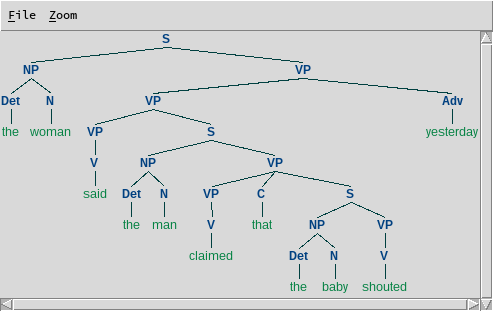 File Zoom
S
NP VP
Det N VP Adv
the woman VP S yesterday
V NP VP
said Det N VP C S
the man V that NP VP
claimed Det N V
the baby shouted